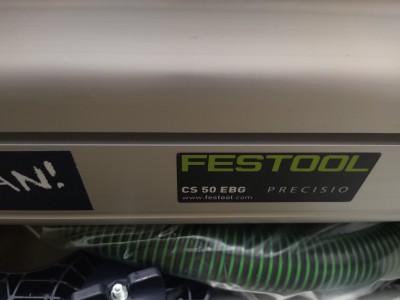 AN!
FESTOOL
CS 50 EBG PRECISIO
www.festool.com